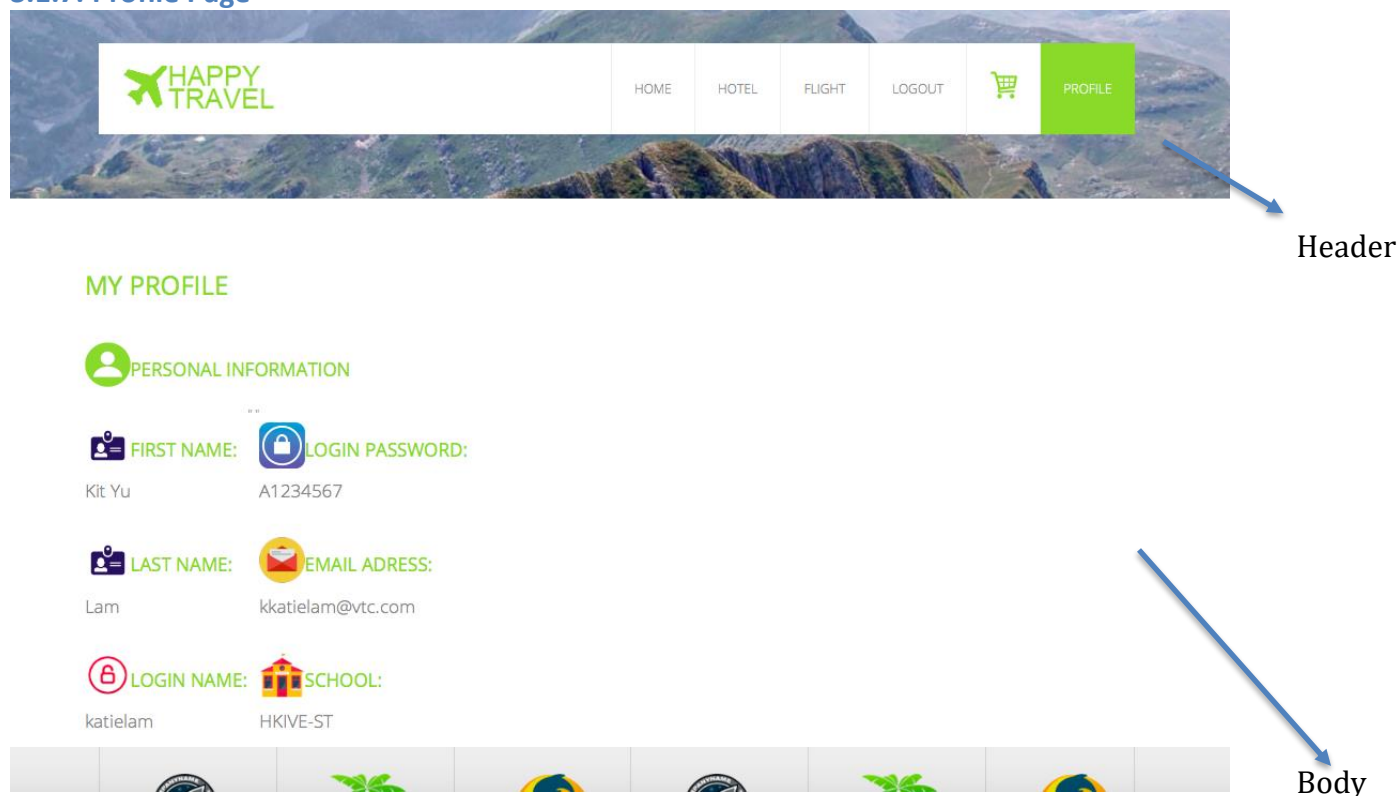 HAPPY
TRAVEL
HOME HOTEL FLIGHT LOGOUT PROFILE
Header
MY PROFILE
PERSONAL INFORMATION
" "
FIRST NAME: LOGIN PASSWORD:
Kit Yu A1234567
LAST NAME: EMAIL ADRESS:
Lam kkatielam@vtc.com
LOGIN NAME: SCHOOL:
katielam HKIVE-ST
Body